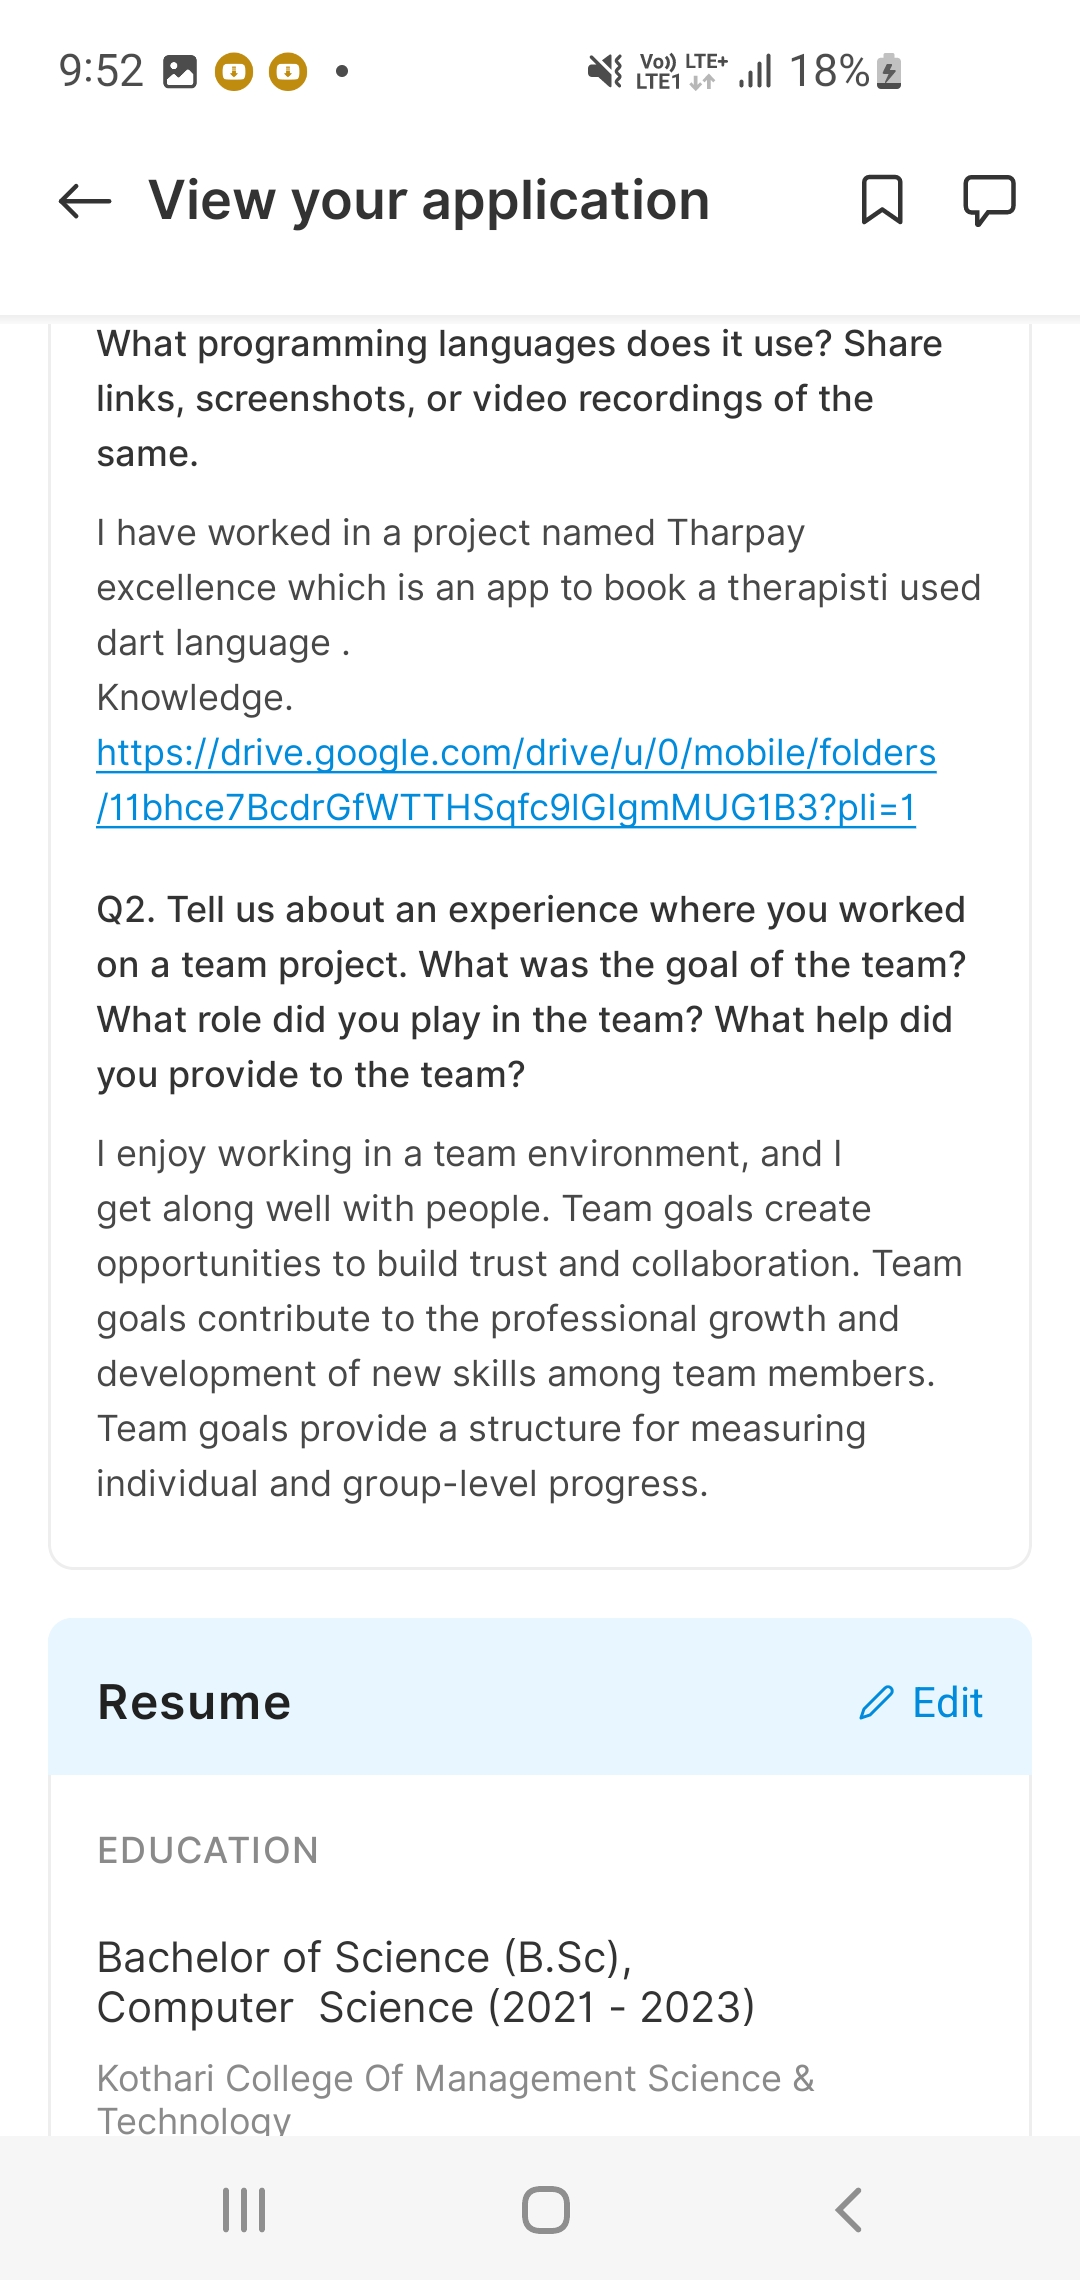 9:52
Vo)) LTE+
LTE1
18%
View your application
What programming languages does it use? Share
links, screenshots, or video recordings of the
same.
I have worked in a project named Tharpay
excellence which is an app to book a therapisti used
dart language .
Knowledge.
https://drive.google.com/drive/u/0/mobile/folders
/11bhce7BcdrGfWTTHSqfc9IGIgmMUG1B3?pli=1
Q2. Tell us about an experience where you worked
on a team project. What was the goal of the team?
What role did you play in the team? What help did
you provide to the team?
I enjoy working in a team environment, and I
get along well with people. Team goals create
opportunities to build trust and collaboration. Team
goals contribute to the professional growth and
development of new skills among team members.
Team goals provide a structure for measuring
individual and group-level progress.
Resume
Edit
EDUCATION
Bachelor of Science (B.Sc),
Computer  Science (2021 - 2023)
Kothari College Of Management Science &
Technology